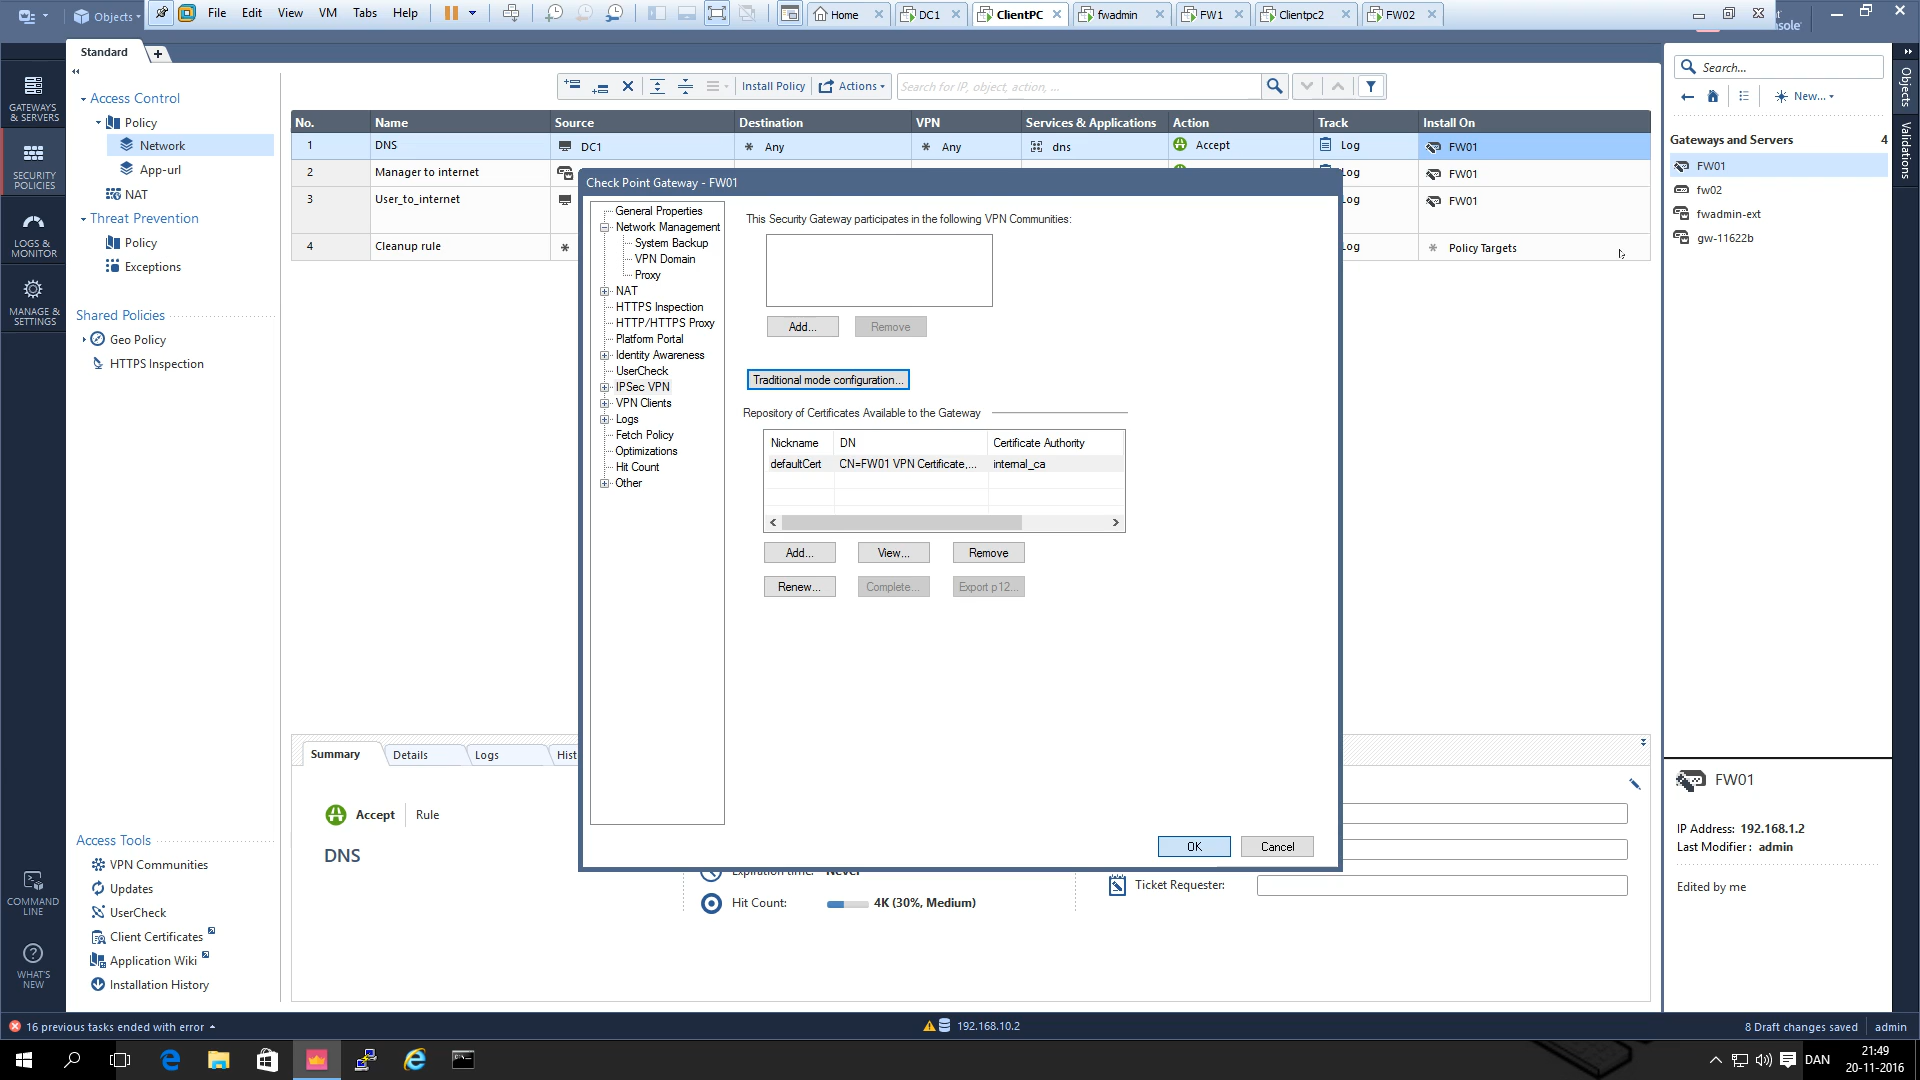 Objects
File Edit View VM Tabs Help
Home DC1 ClientPC fwadmin FW1 Clientpc2 FW02
Standard
GATEWAYS & SERVERS
SECURITY POLICIES
LOGS & MONITOR
MANAGE & SETTINGS
COMMAND LINE
WHAT'S NEW
Access Control
Policy
Network
App-url
NAT
Threat Prevention
Policy
Exceptions
Shared Policies
Geo Policy
HTTPS Inspection
Access Tools
VPN Communities
Updates
UserCheck
Client Certificates
Application Wiki
Installation History
Install Policy Actions Search for IP, object, action, ...
No. Name Source Destination VPN Services & Applications Action Track Install On
1 DNS DC1 Any Any dns Accept Log FW01
2 Manager to internet FW01
3 User_to_internet FW01
4 Cleanup rule Policy Targets
Check Point Gateway - FW01
General Properties
Network Management
System Backup
VPN Domain
Proxy
NAT
HTTPS Inspection
HTTP/HTTPS Proxy
Platform Portal
Identity Awareness
UserCheck
IPSec VPN
VPN Clients
Logs
Fetch Policy
Optimizations
Hit Count
Other
This Security Gateway participates in the following VPN Communities:
Add... Remove
Traditional mode configuration...
Repository of Certificates Available to the Gateway
Nickname DN Certificate Authority
defaultCert CN=FW01 VPN Certificate,... internal_ca
Add... View... Remove
Renew... Complete... Export p12...
OK Cancel
Summary Details Logs
Accept Rule
DNS
Hit Count: 4K (30%, Medium)
Ticket Requester:
Search...
New...
Gateways and Servers 4
FW01
fw02
fwadmin-ext
gw-11622b
FW01
IP Address: 192.168.1.2
Last Modifier : admin
Edited by me
Objects
Validations
16 previous tasks ended with error 192.168.10.2 8 Draft changes saved admin
DAN
21:49
20-11-2016